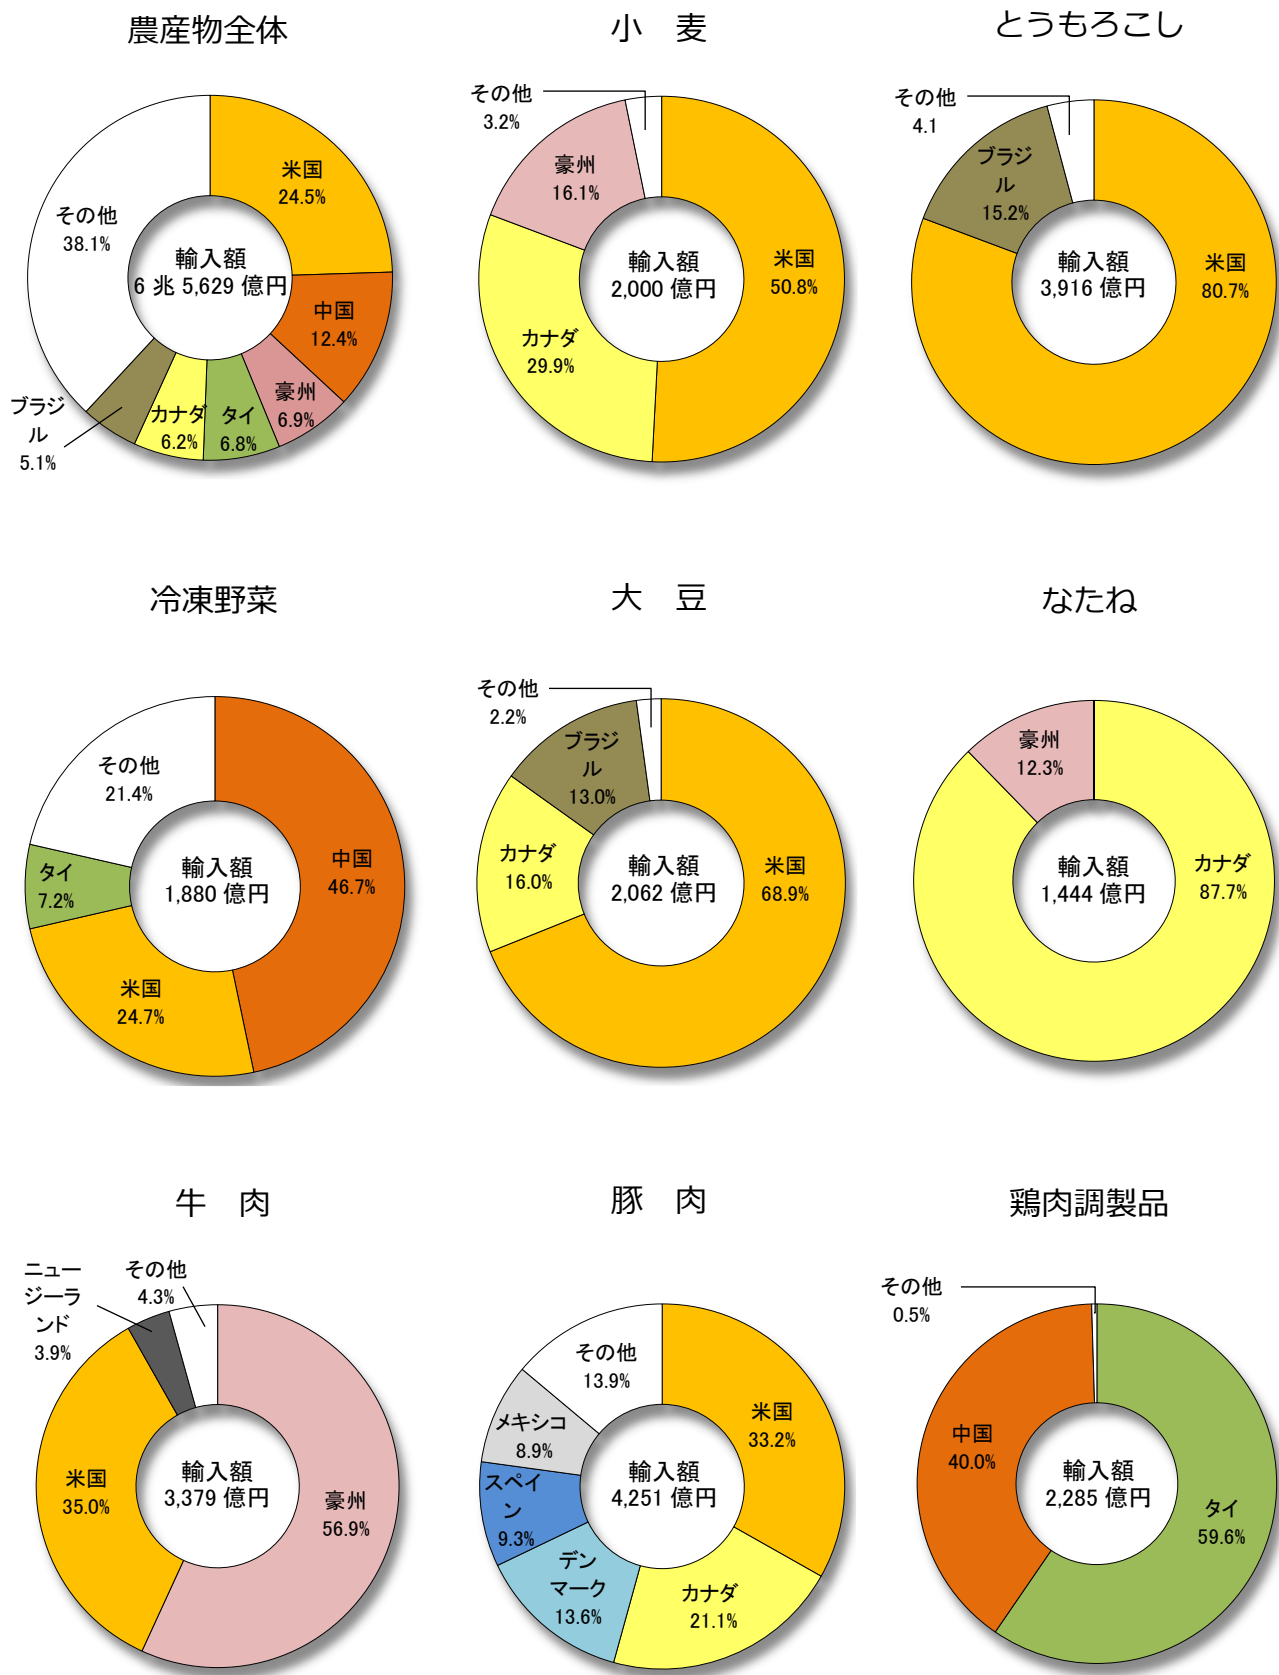 農産物全体
米国
24.5%
中国
12.4%
豪州
6.9%
タイ
6.8%
カナダ
6.2%
ブラジ
ル
5.1%
その他
38.1%
輸入額
6 兆 5,629 億円
小 麦
米国
50.8%
カナダ
29.9%
豪州
16.1%
その他
3.2%
輸入額
2,000 億円
とうもろこし
米国
80.7%
ブラジ
ル
15.2%
その他
4.1
輸入額
3,916 億円
冷凍野菜
中国
46.7%
米国
24.7%
タイ
7.2%
その他
21.4%
輸入額
1,880 億円
大 豆
米国
68.9%
カナダ
16.0%
ブラジ
ル
13.0%
その他
2.2%
輸入額
2,062 億円
なたね
カナダ
87.7%
豪州
12.3%
輸入額
1,444 億円
牛 肉
豪州
56.9%
米国
35.0%
ニュー
ジーラ
ンド
3.9%
その他
4.3%
輸入額
3,379 億円
豚 肉
米国
33.2%
カナダ
21.1%
デン
マーク
13.6%
スペイ
ン
9.3%
メキシコ
8.9%
その他
13.9%
輸入額
4,251 億円
鶏肉調製品
タイ
59.6%
中国
40.0%
その他
0.5%
輸入額
2,285 億円